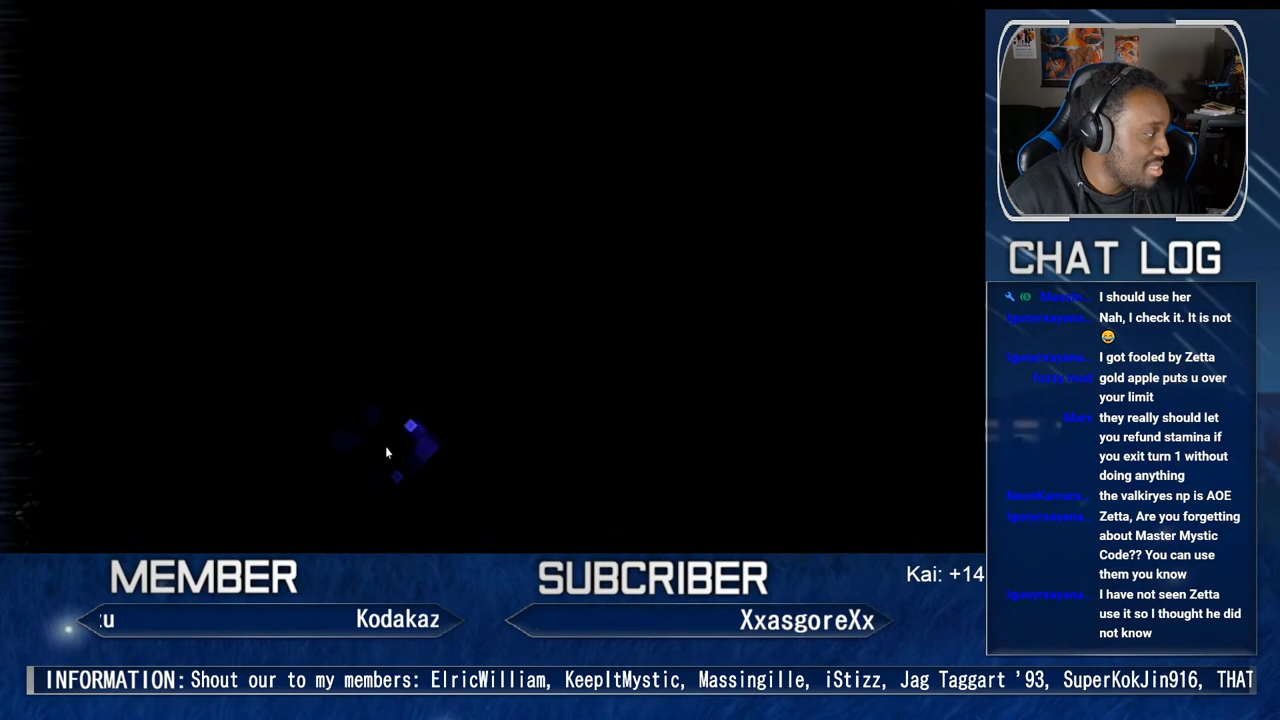 CHAT LOG
I should use her
Nah, I check it. It is not
😂
I got fooled by Zetta
gold apple puts u over
your limit
they really should let
you refund stamina if
you exit turn 1 without
doing anything
the valkiryes np is AOE
Zetta, Are you forgetting
about Master Mystic
Code?? You can use
them you know
I have not seen Zetta
use it so I thought he did
not know
MEMBER
Kodakaz
SUBCRIBER
XxasgoreXx
Kai: +14
INFORMATION: Shout our to my members: ElricWilliam, KeepItMystic, Massingille, iStizz, Jag Taggart '93, SuperKokJin916, THAT